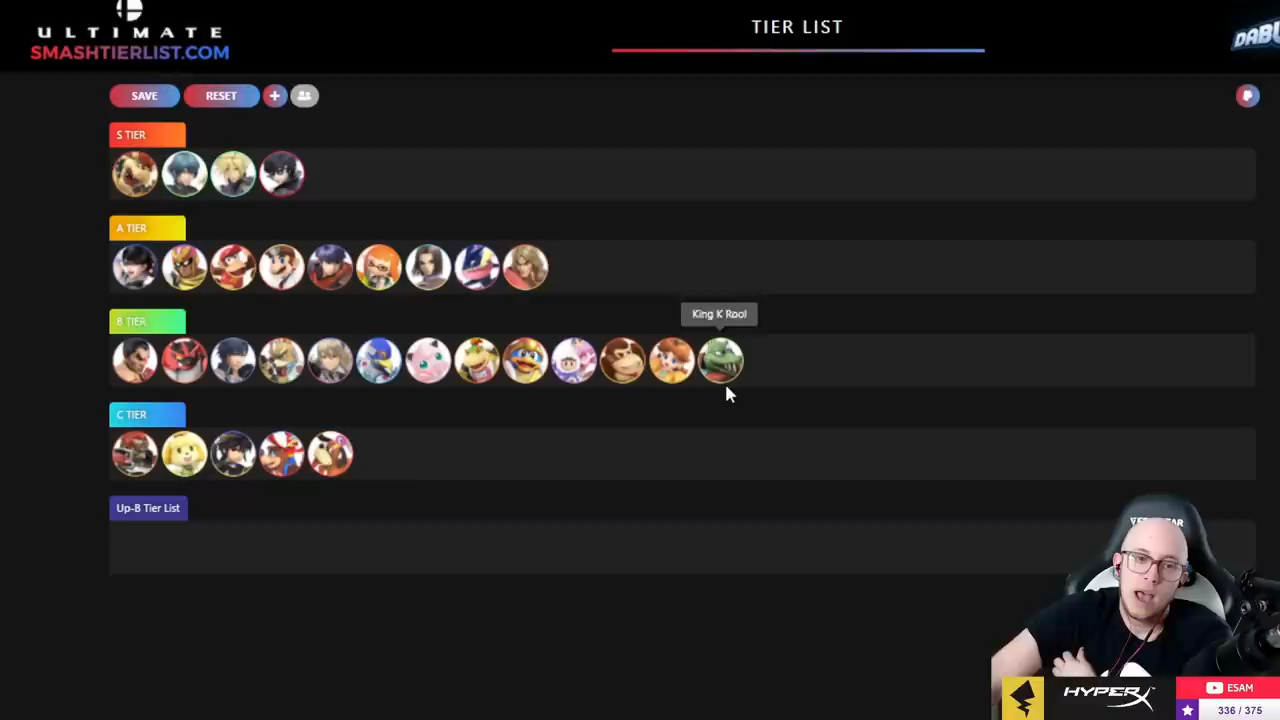 ULTIMATE
SMASHTIERLIST.COM
TIER LIST
DABU
SAVE
RESET
S TIER
A TIER
B TIER
King K Rool
C TIER
Up-B Tier List
HYPERX
ESAM
336 / 375